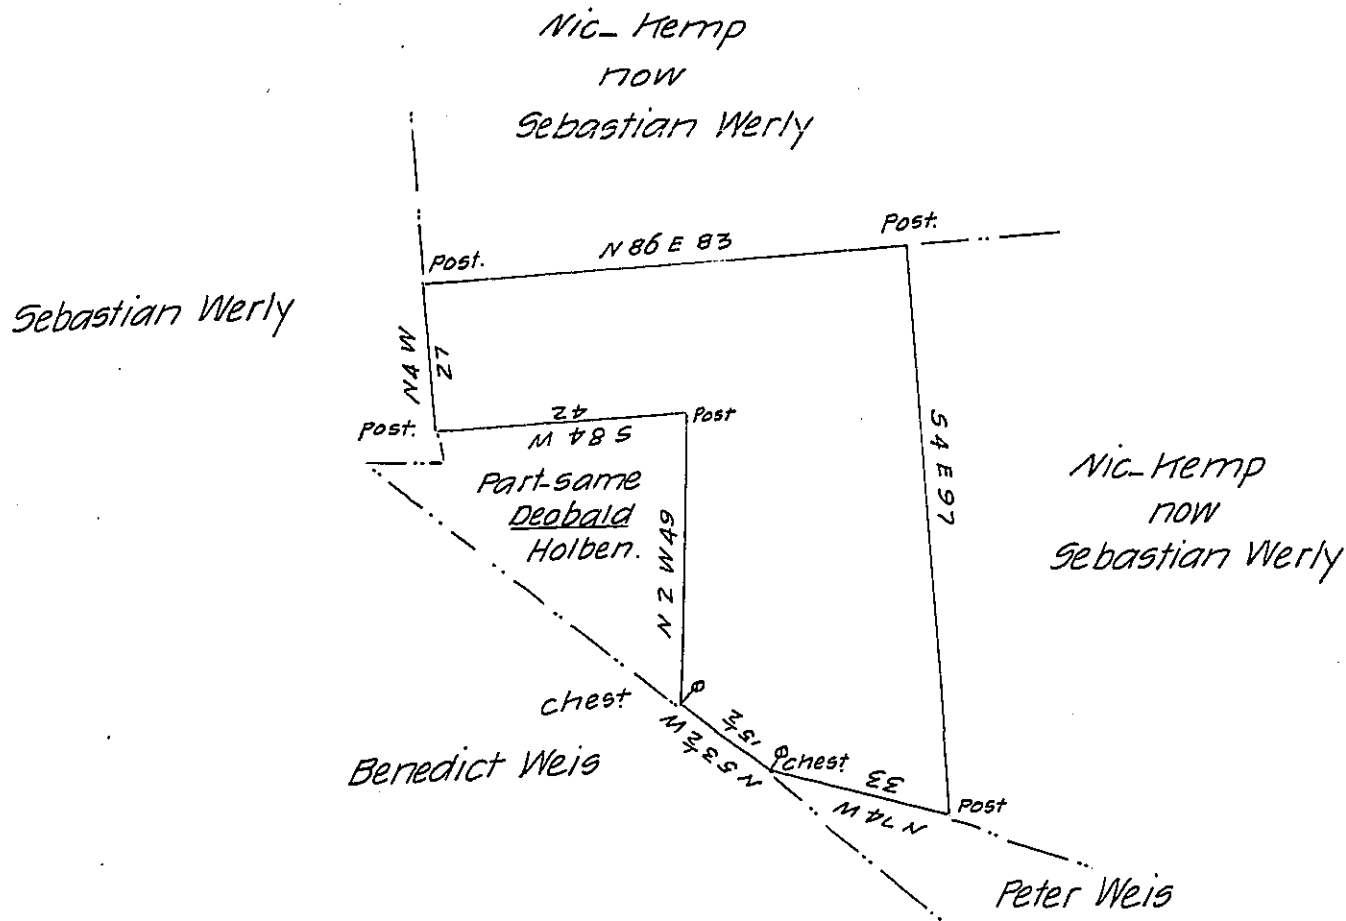 Nic- Kemp
now
Sebastian Werly
Post.
N 86 E 83
Post.
Sebastian Werly
N4 W
27
Post.
42
S 84 W
Post
Part-same
Deobald
Holben.
N 2 W 49
S 4 E 97
Nic- Kemp
now
Sebastian Werly
chest
15½
N 53½ W
chest.
33
N 74 W
Post
Benedict Weis
Peter Weis